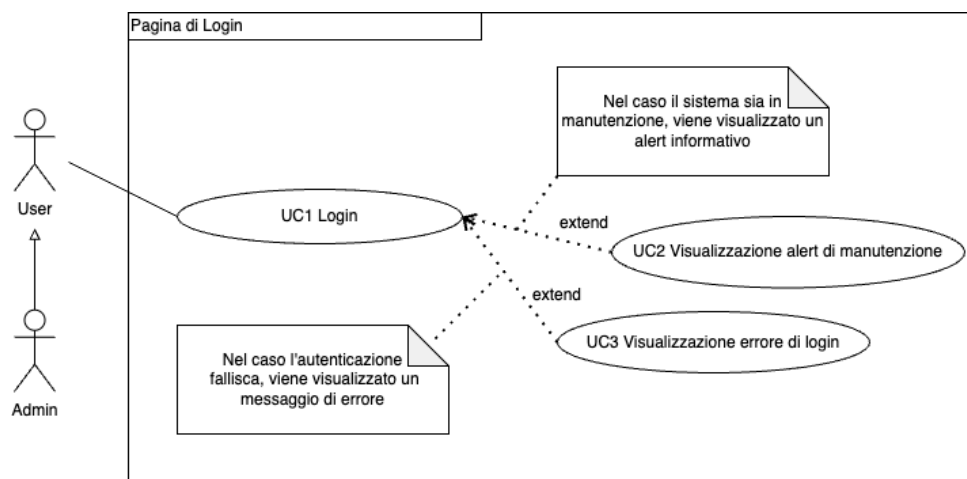 Pagina di Login
Nel caso il sistema sia in
manutenzione, viene visualizzato un
alert informativo
User
UC1 Login
extend
UC2 Visualizzazione alert di manutenzione
extend
UC3 Visualizzazione errore di login
Nel caso l'autenticazione
fallisca, viene visualizzato un
messaggio di errore
Admin